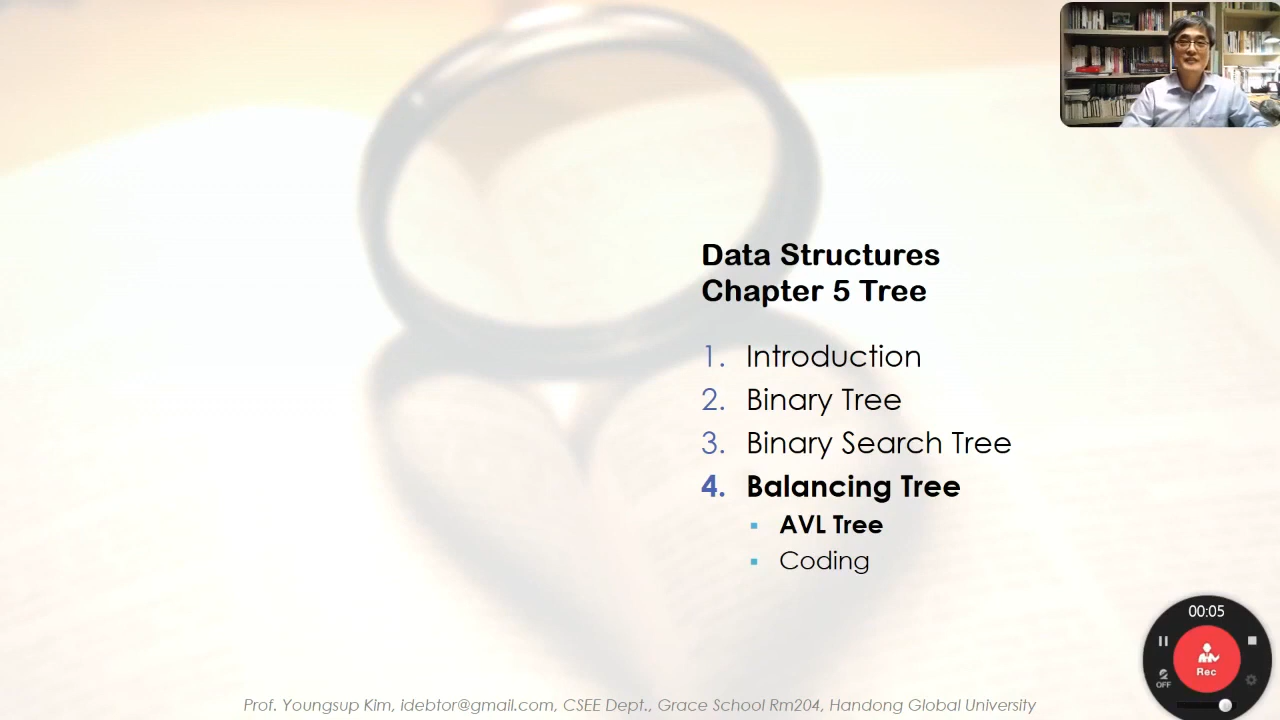 Data Structures
Chapter 5 Tree
1. Introduction
2. Binary Tree
3. Binary Search Tree
4. Balancing Tree
▪ AVL Tree
▪ Coding
00:05
Rec
OFF
Prof. Youngsup Kim, idebtor@gmail.com, CSEE Dept., Grace School Rm204, Handong Global University